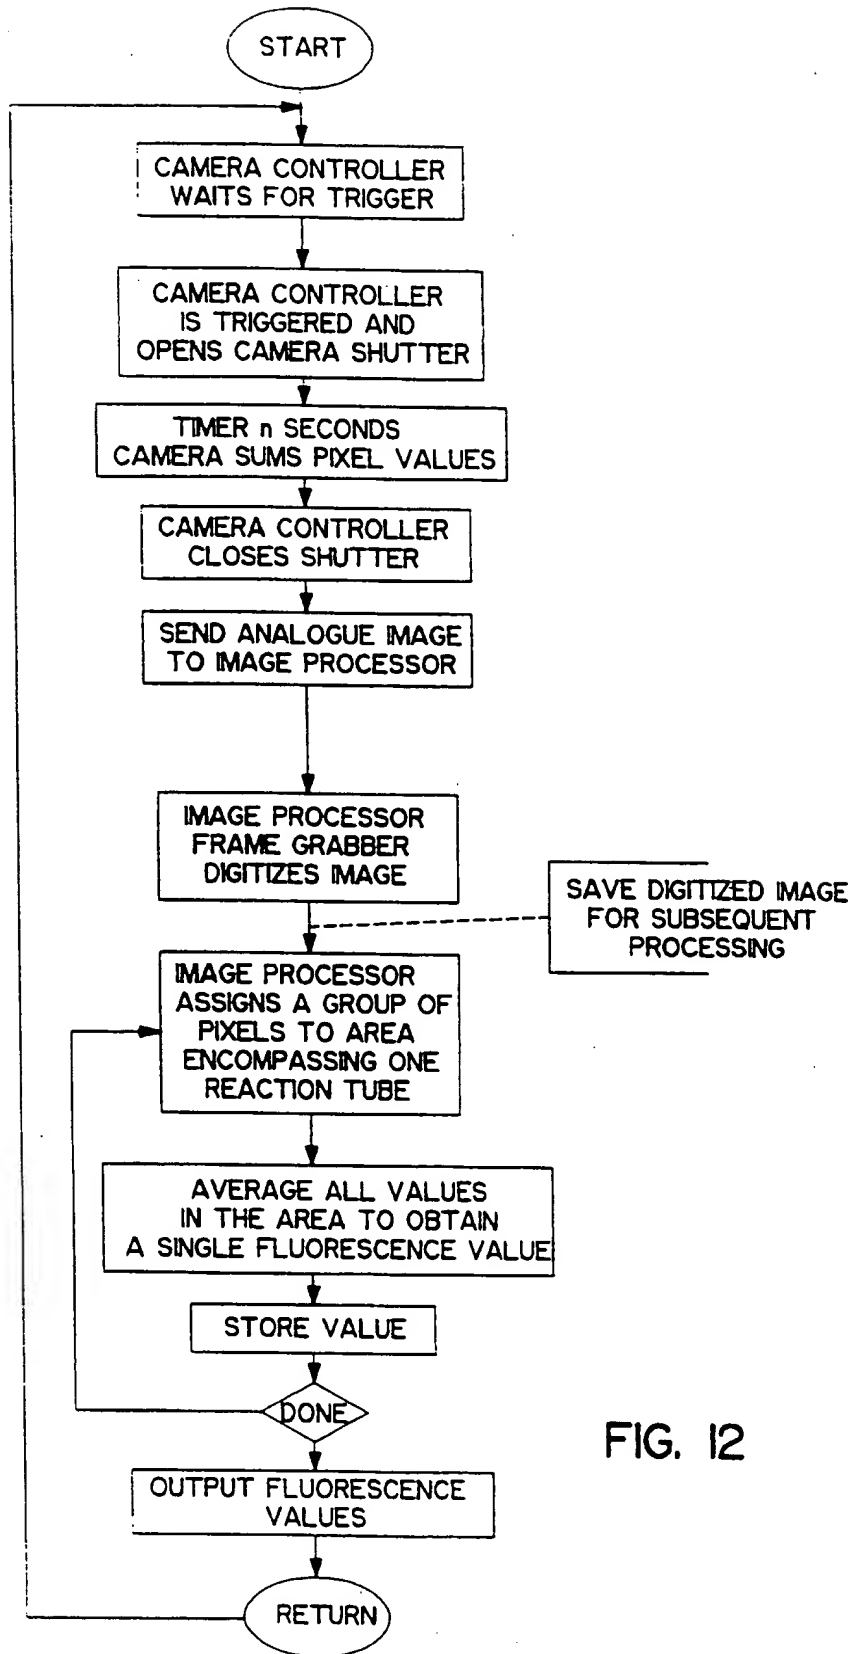 START
CAMERA CONTROLLER
WAITS FOR TRIGGER
CAMERA CONTROLLER
IS TRIGGERED AND
OPENS CAMERA SHUTTER
TIMER n SECONDS
CAMERA SUMS PIXEL VALUES
CAMERA CONTROLLER
CLOSES SHUTTER
SEND ANALOGUE IMAGE
TO IMAGE PROCESSOR
IMAGE PROCESSOR
FRAME GRABBER
DIGITIZES IMAGE
SAVE DIGITIZED IMAGE
FOR SUBSEQUENT
PROCESSING
IMAGE PROCESSOR
ASSIGNS A GROUP OF
PIXELS TO AREA
ENCOMPASSING ONE
REACTION TUBE
AVERAGE ALL VALUES
IN THE AREA TO OBTAIN
A SINGLE FLUORESCENCE VALUE
STORE VALUE
DONE
FIG. 12
OUTPUT FLUORESCENCE
VALUES
RETURN